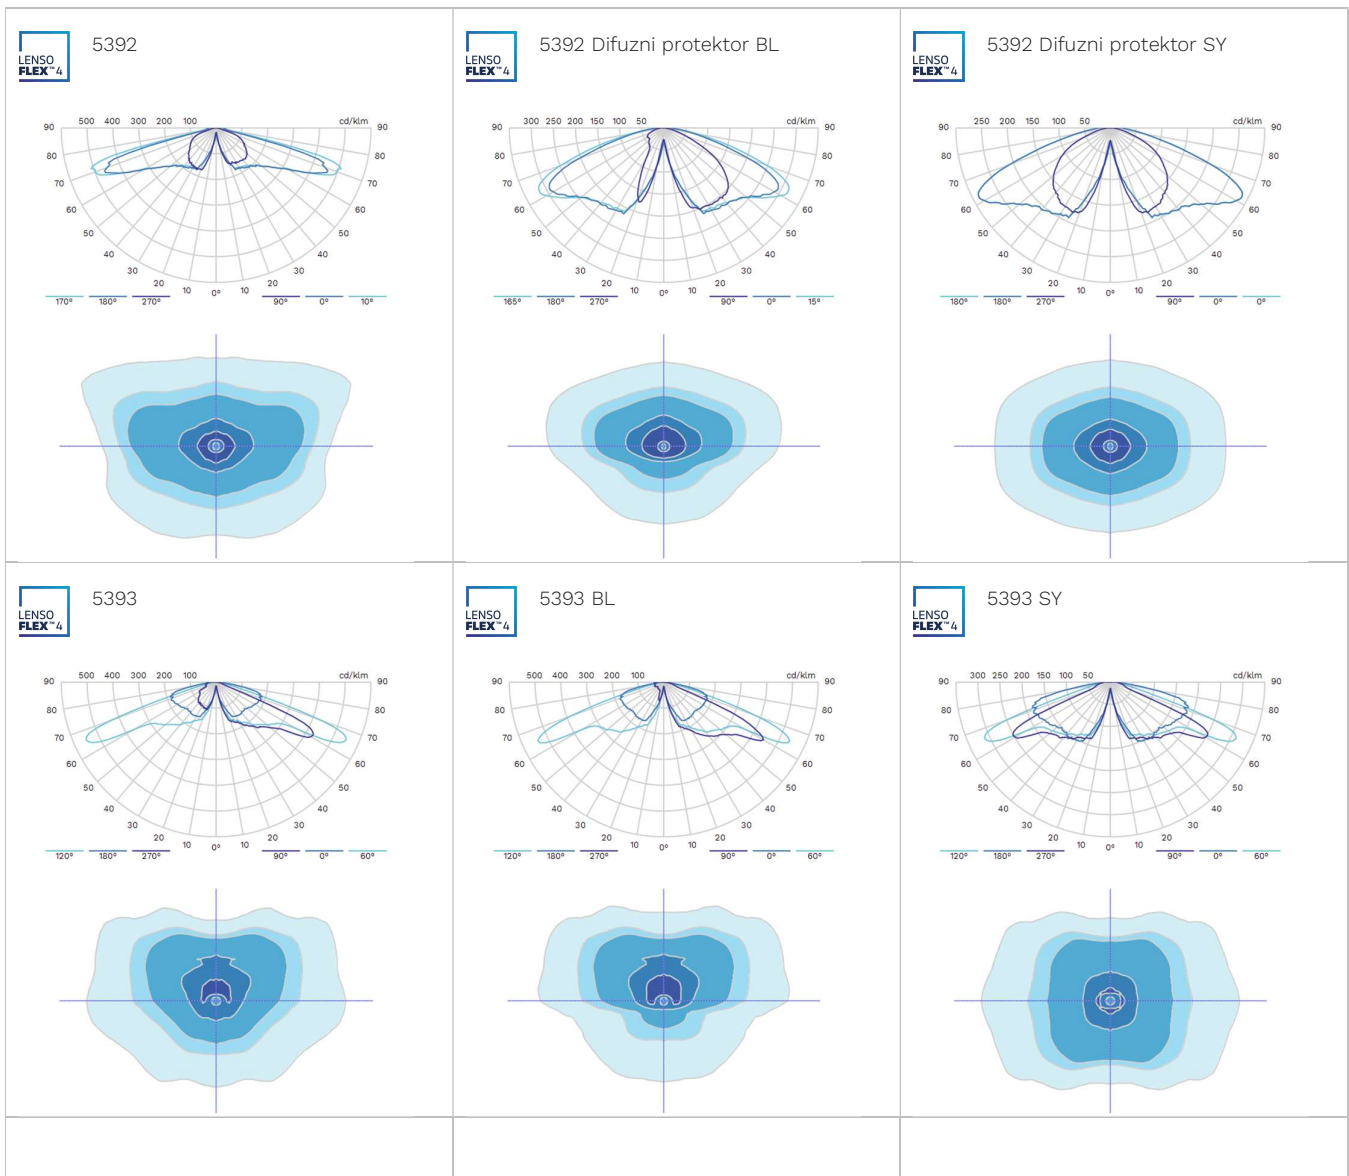 LENSO
FLEX™4
5392
LENSO
FLEX™4
5392 Difuzni protektor BL
LENSO
FLEX™4
5392 Difuzni protektor SY
90 500 400 300 200 100 cd/klm 90
80 80
70 70
60 60
50 50
40 40
30 30
20 20
10 0° 10
170° 180° 270° 90° 0° 10°
90 300 250 200 150 100 50 cd/klm 90
80 80
70 70
60 60
50 50
40 40
30 30
20 20
10 0° 10
165° 180° 270° 90° 0° 15°
90 250 200 150 100 50 cd/klm 90
80 80
70 70
60 60
50 50
40 40
30 30
20 20
10 0° 10
180° 180° 270° 90° 0° 0°
LENSO
FLEX™4
5393
LENSO
FLEX™4
5393 BL
LENSO
FLEX™4
5393 SY
90 500 400 300 200 100 cd/klm 90
80 80
70 70
60 60
50 50
40 40
30 30
20 20
10 0° 10
120° 180° 270° 90° 0° 60°
90 500 400 300 200 100 cd/klm 90
80 80
70 70
60 60
50 50
40 40
30 30
20 20
10 0° 10
120° 180° 270° 90° 0° 60°
90 300 250 200 150 100 50 cd/klm 90
80 80
70 70
60 60
50 50
40 40
30 30
20 20
10 0° 10
120° 180° 270° 90° 0° 60°